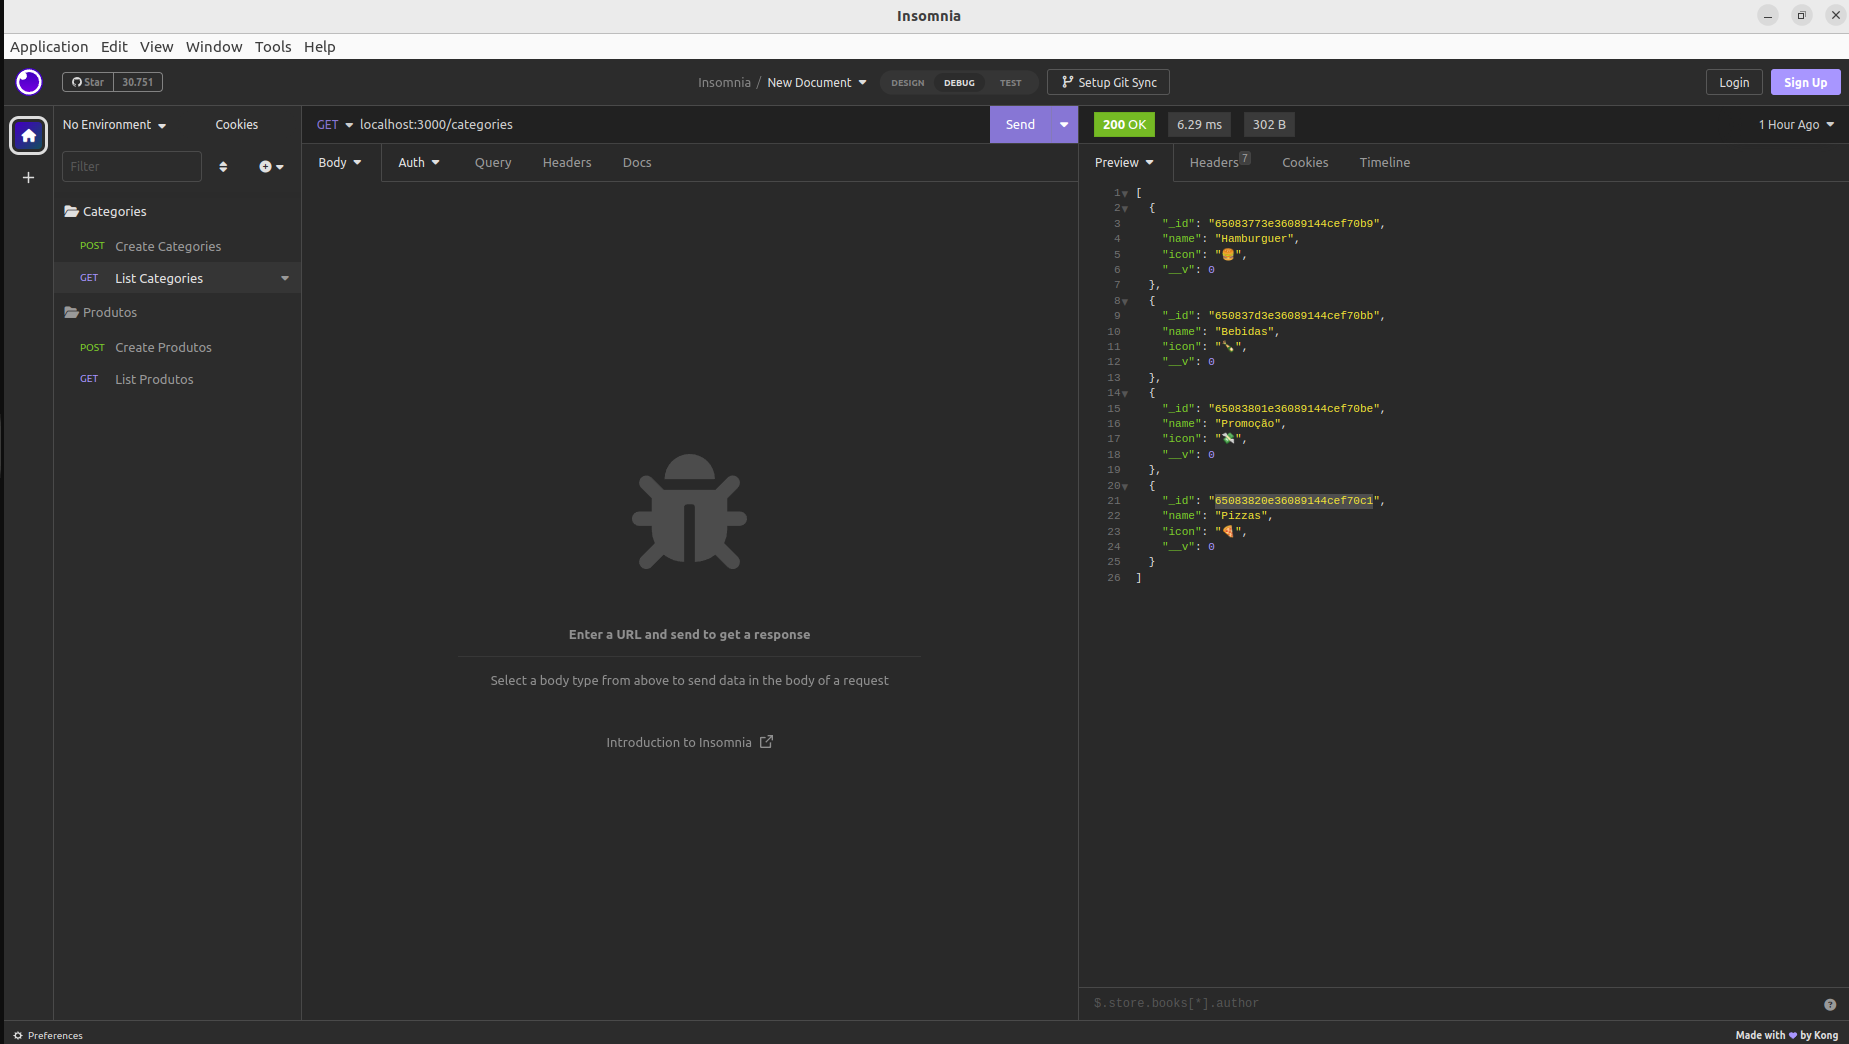 Insomnia
Application Edit View Window Tools Help
Star 30.751
Insomnia / New Document
DESIGN DEBUG TEST
Setup Git Sync
Login Sign Up
No Environment Cookies
Filter
Categories
POST Create Categories
GET List Categories
Produtos
POST Create Produtos
GET List Produtos
GET localhost:3000/categories Send
Body Auth Query Headers Docs
Enter a URL and send to get a response
Select a body type from above to send data in the body of a request
Introduction to Insomnia
200 OK 6.29 ms 302 B 1 Hour Ago
Preview Headers 7 Cookies Timeline
1 [
2 {
3 "_id": "65083773e36089144cef70b9",
4 "name": "Hamburguer",
5 "icon": "🍔",
6 "__v": 0
7 },
8 {
9 "_id": "650837d3e36089144cef70bb",
10 "name": "Bebidas",
11 "icon": "🍾",
12 "__v": 0
13 },
14 {
15 "_id": "65083801e36089144cef70be",
16 "name": "Promoção",
17 "icon": "💸",
18 "__v": 0
19 },
20 {
21 "_id": "65083820e36089144cef70c1",
22 "name": "Pizzas",
23 "icon": "🍕",
24 "__v": 0
25 }
26 ]
$.store.books[*].author
Preferences
Made with 💜 by Kong